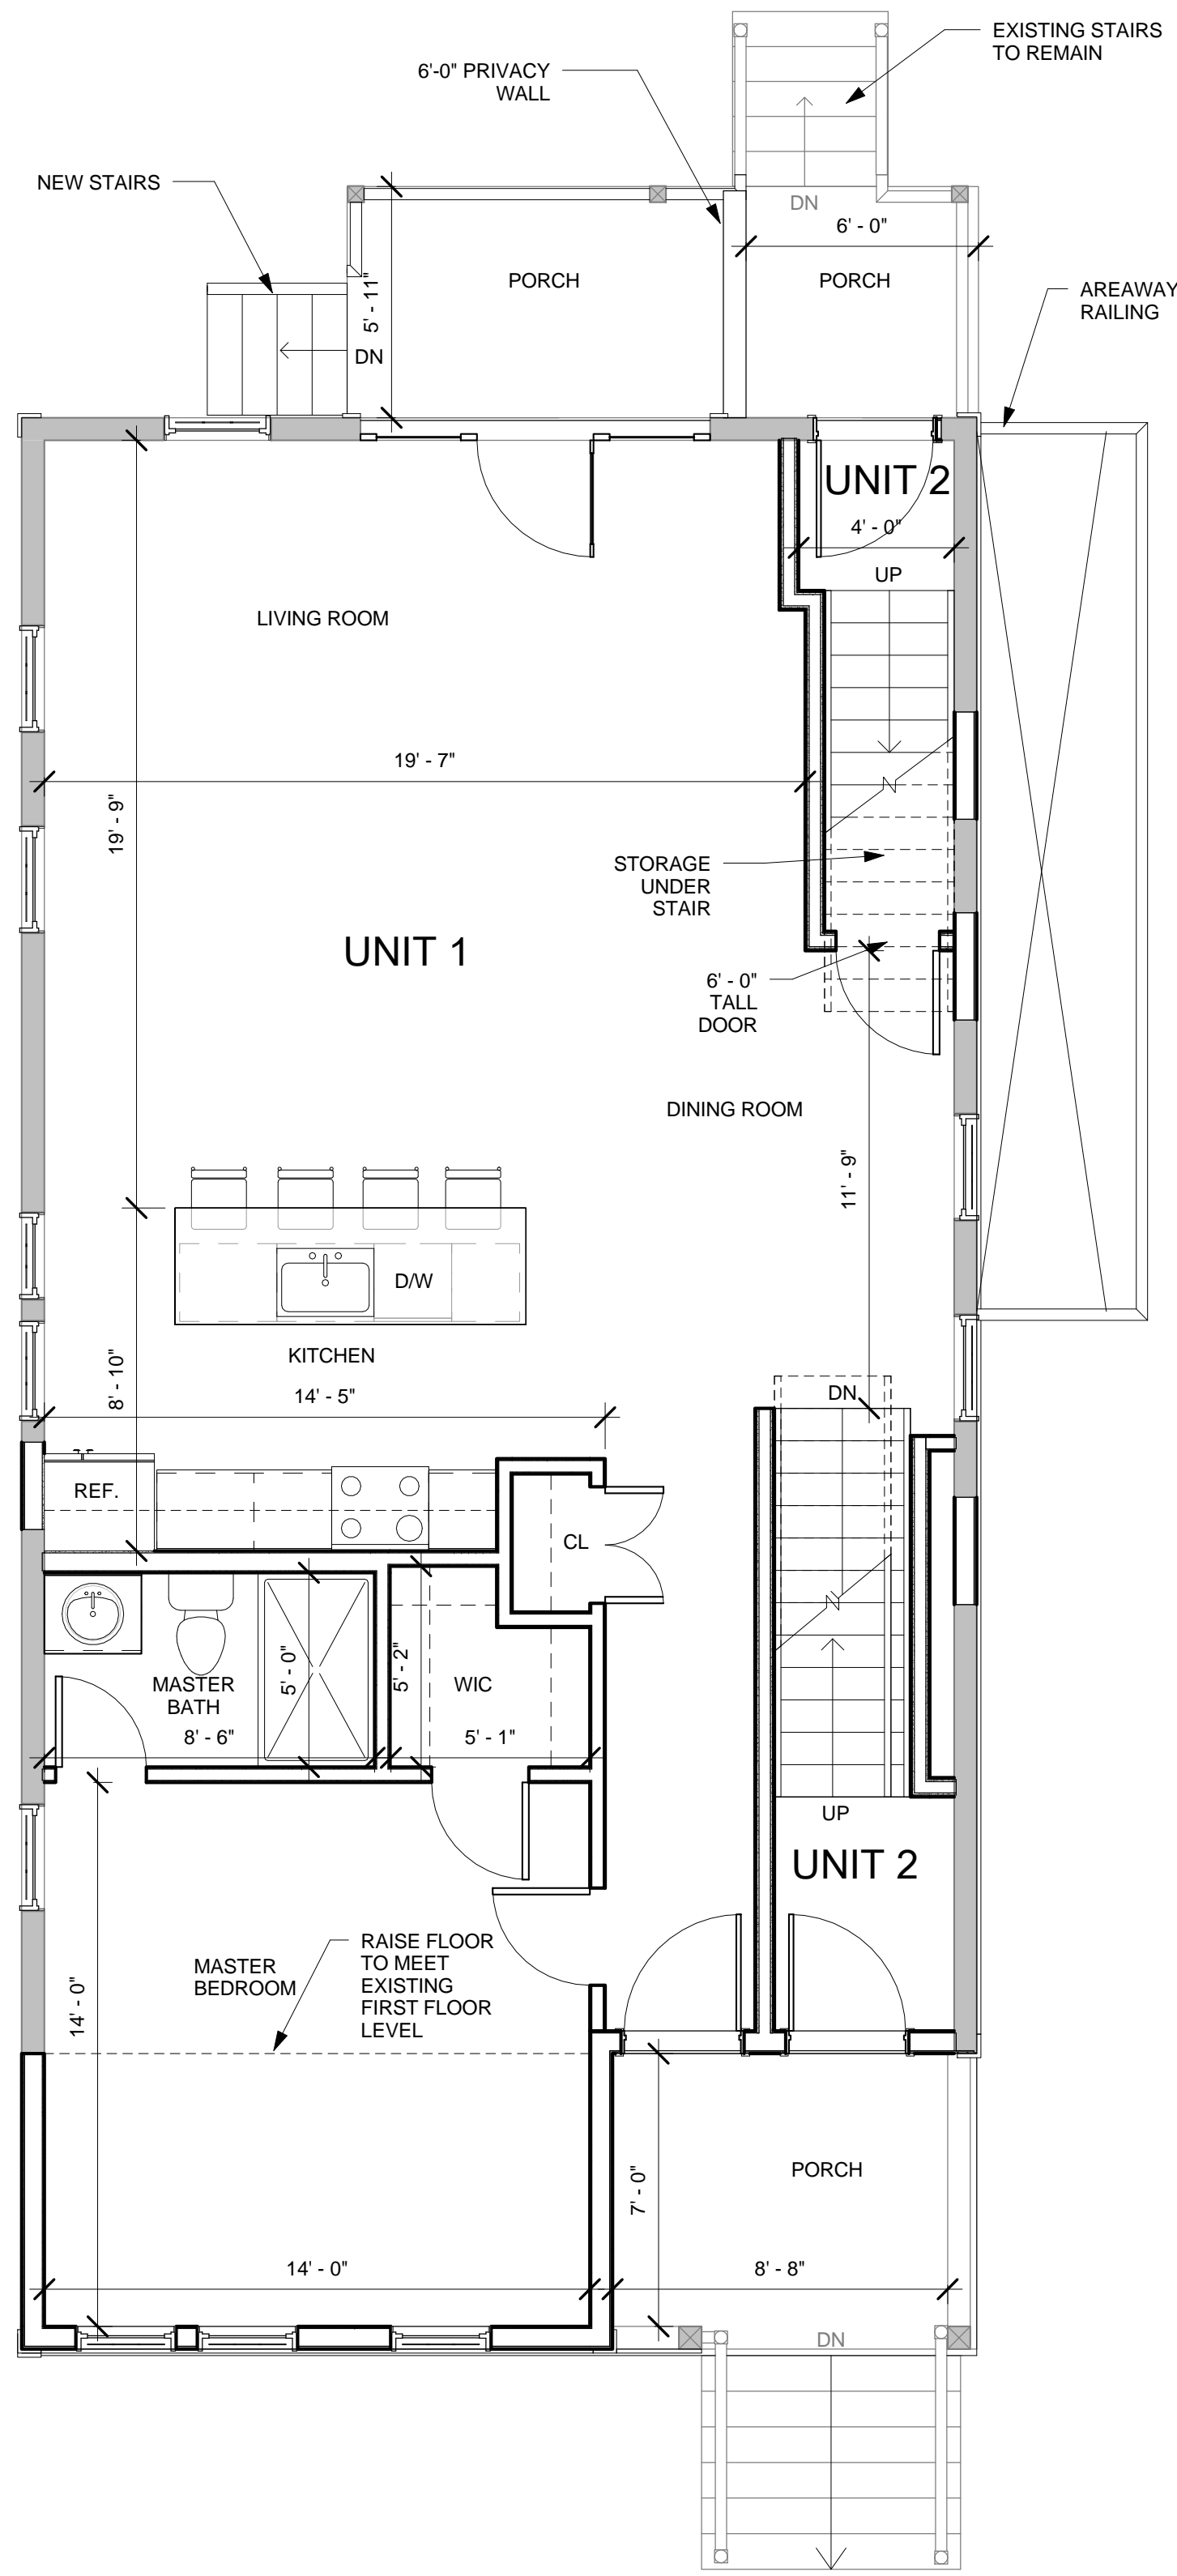 EXISTING STAIRS
TO REMAIN
6'-0" PRIVACY
WALL
NEW STAIRS
DN
6' - 0"
PORCH
PORCH
AREAWAY
RAILING
5' - 11"
DN
UNIT 2
4' - 0"
UP
LIVING ROOM
19' - 7"
19' - 9"
STORAGE
UNDER
STAIR
UNIT 1
6' - 0"
TALL
DOOR
DINING ROOM
11' - 9"
D/W
KITCHEN
8' - 10"
14' - 5"
DN
REF.
CL
MASTER
BATH
5' - 0"
5' - 2"
WIC
8' - 6"
5' - 1"
UP
UNIT 2
RAISE FLOOR
TO MEET
EXISTING
FIRST FLOOR
LEVEL
MASTER
BEDROOM
14' - 0"
PORCH
7' - 0"
14' - 0"
8' - 8"
DN